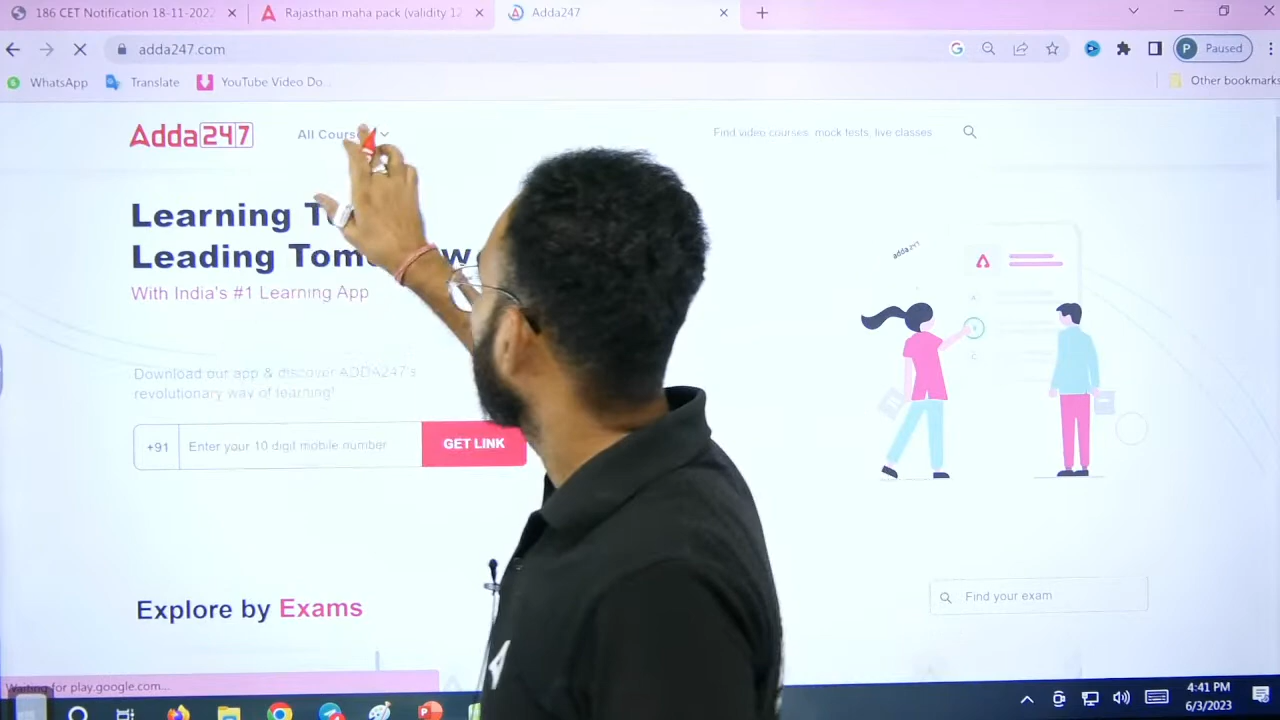 186 CET Notification 18-11-2022
Rajasthan maha pack (validity 12
Adda247
adda247.com
P Paused
WhatsApp
Translate
YouTube Video Do...
Other bookmarks
Adda247
All Cours
Find video courses, mock tests, live classes
Learning T
Leading Tom w
With India's #1 Learning App
adda 247
Download our app & discover ADDA247's
revolutionary way of learning!
+91
Enter your 10 digit mobile number
GET LINK
A
C
Explore by Exams
Find your exam
Waiting for play.google.com...
4:41 PM
6/3/2023